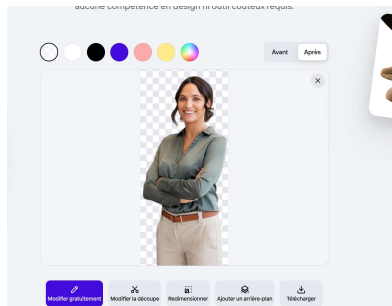 aucune compétence en design ni outil coûteux requis.
Avant Après
Modifier gratuitement Modifier la découpe Redimensionner Ajouter un arrière-plan Télécharger